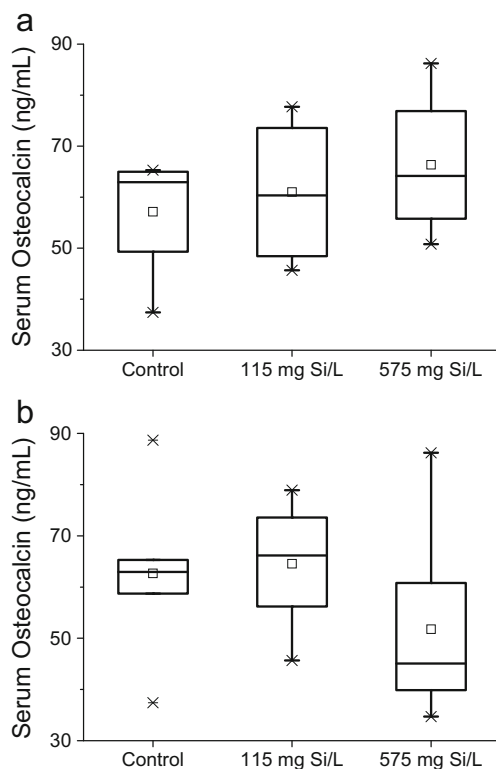 a
Serum Osteocalcin (ng/mL)
90
70
50
30
Control 115 mg Si/L 575 mg Si/L
b
Serum Osteocalcin (ng/mL)
90
70
50
30
Control 115 mg Si/L 575 mg Si/L